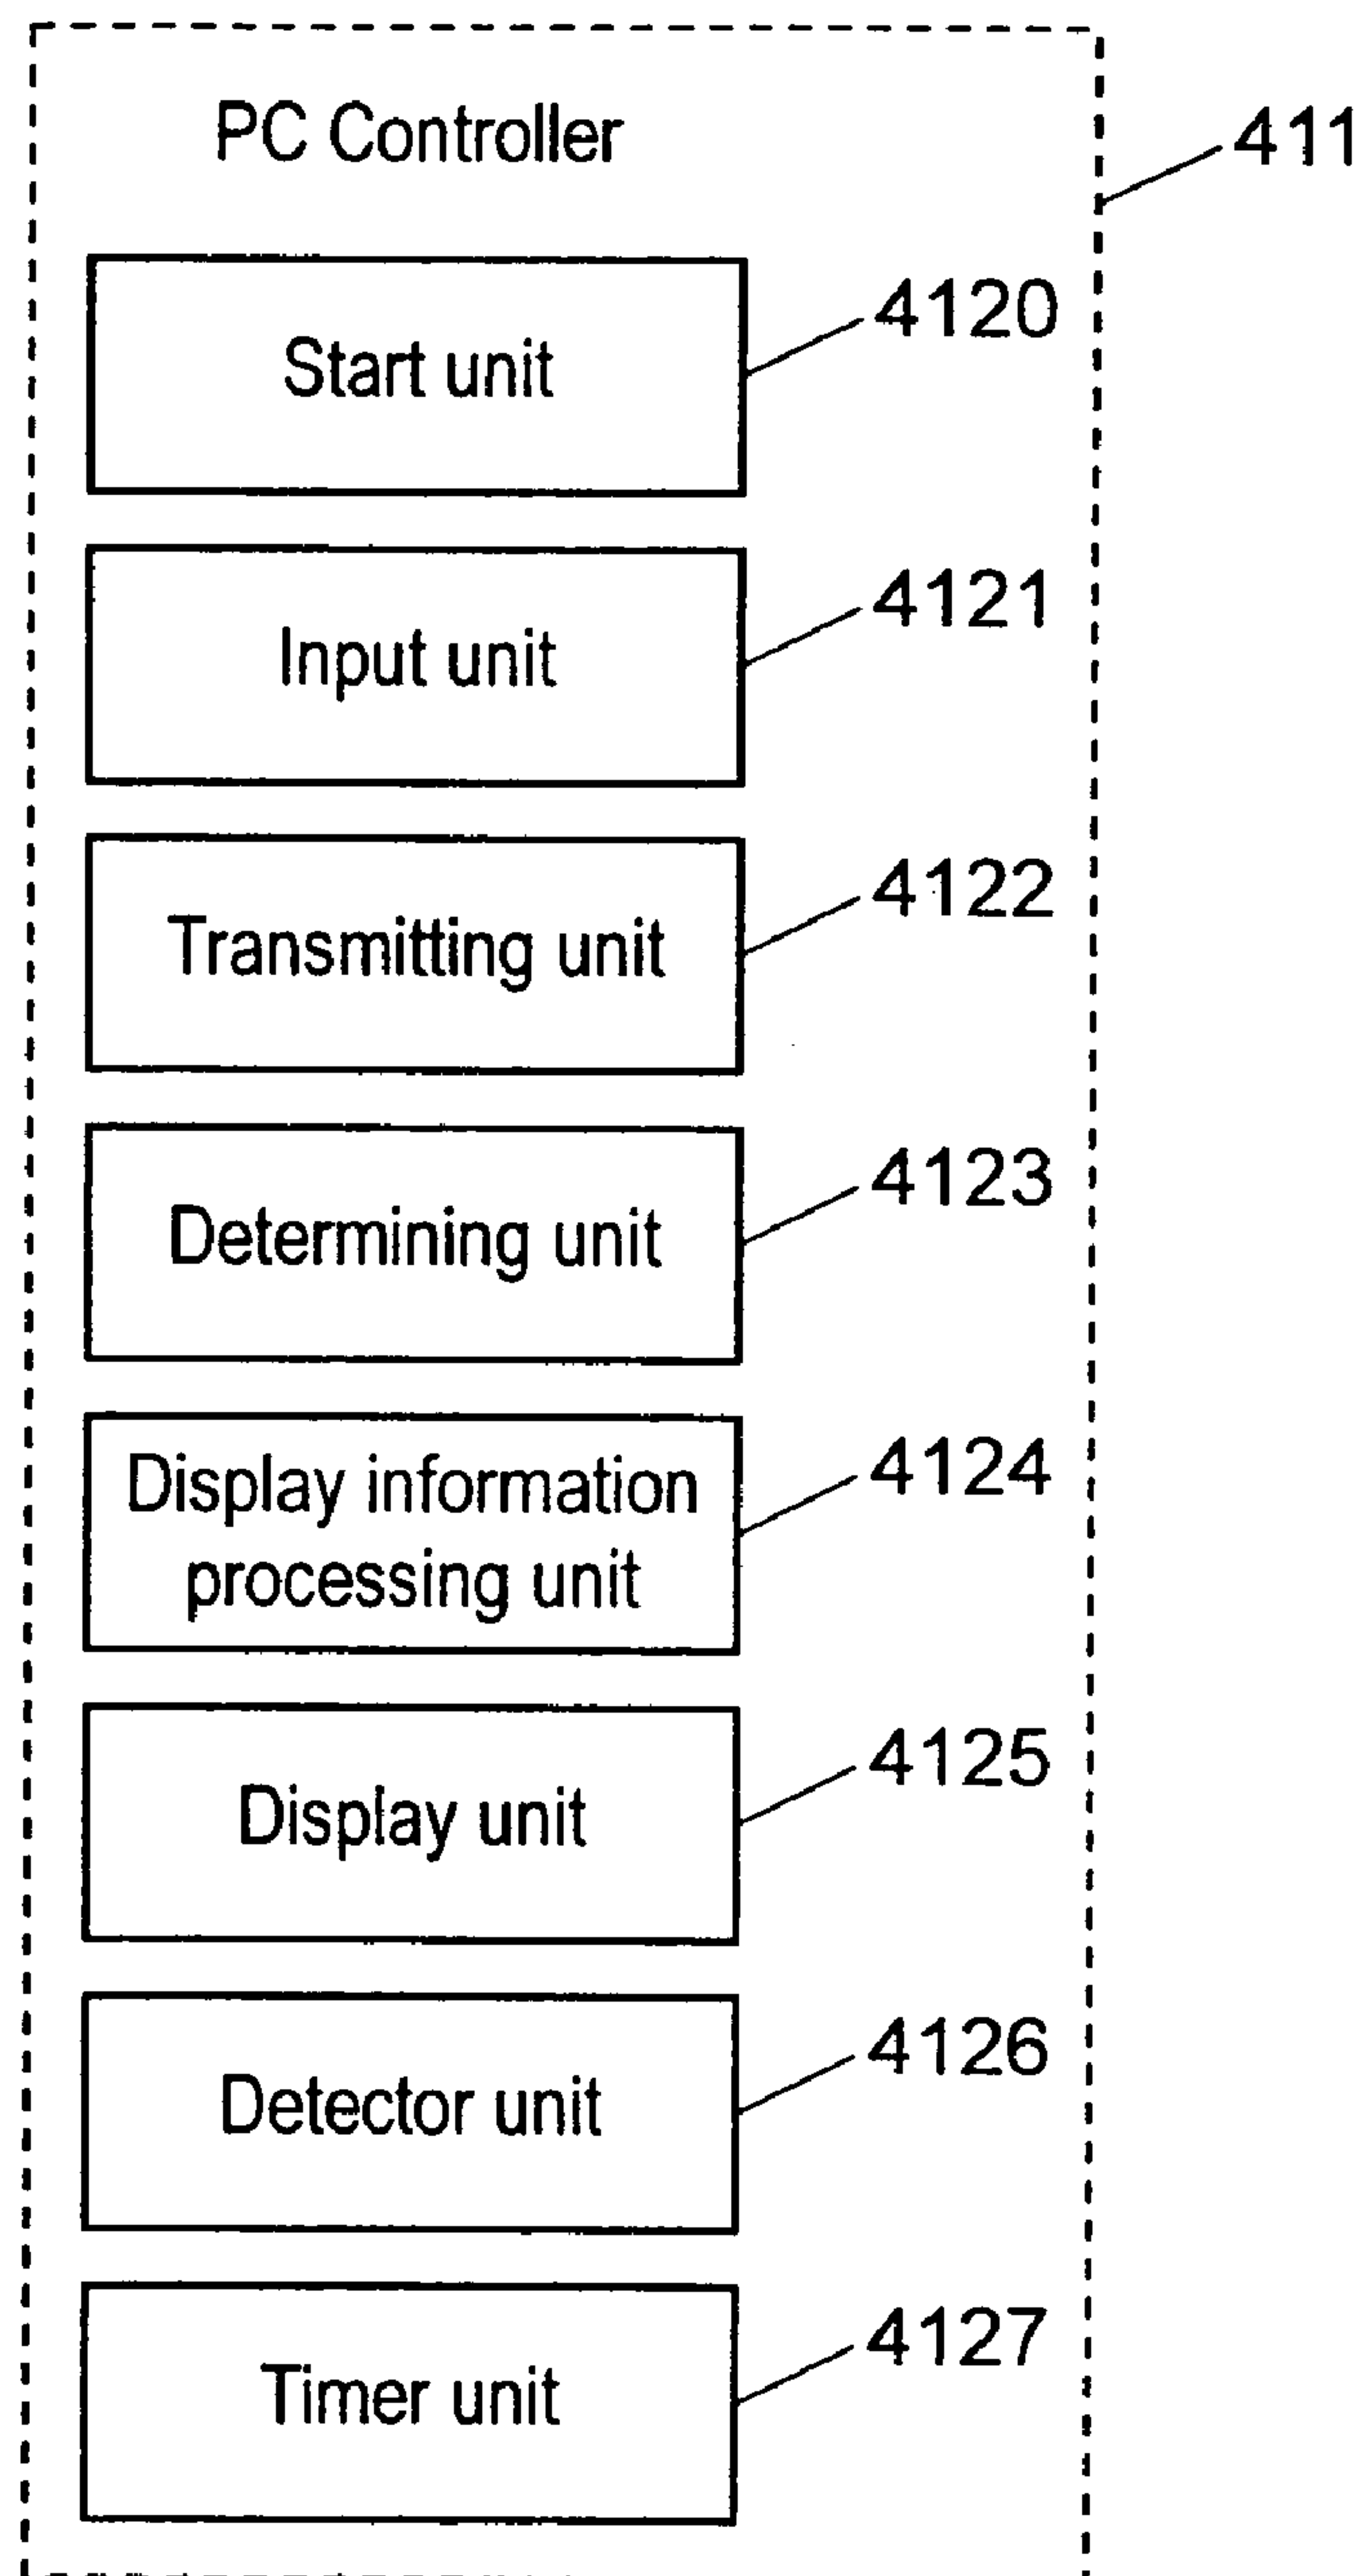 PC Controller
411
Start unit
4120
Input unit
4121
Transmitting unit
4122
Determining unit
4123
Display information
processing unit
4124
Display unit
4125
Detector unit
4126
Timer unit
4127